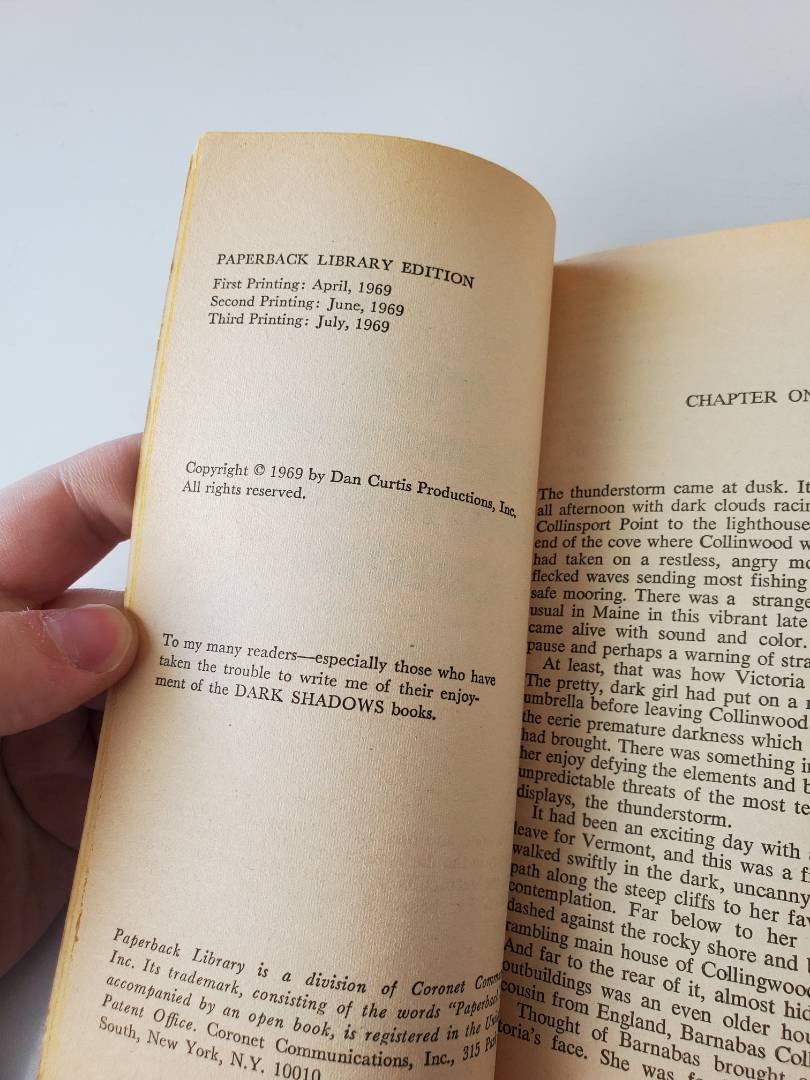 PAPERBACK LIBRARY EDITION
First Printing: April, 1969
Second Printing: June, 1969
Third Printing: July, 1969
Copyright © 1969 by Dan Curtis Productions, Inc.
All rights reserved.
To my many readers—especially those who have
taken the trouble to write me of their enjoy-
ment of the DARK SHADOWS books.
Paperback Library is a division of Coronet
Inc. Its trademark, consisting of the words "Paperback
accompanied by an open book, is registered in the
Patent Office. Coronet Communications, Inc., 315
South, New York, N.Y. 10010
CHAPTER
The thunderstorm came at dusk. It
all afternoon with dark clouds
Collinsport Point to the lighthouse
end of the cove where Collinwood
had taken on a restless, angry
flecked waves sending most fishing
safe mooring. There was a strange
usual in Maine in this vibrant late
came alive with sound and color.
pause and perhaps a warning of
At least, that was how Victoria
The pretty, dark girl had put on a
umbrella before leaving Collinwood
the eerie premature darkness which
had brought. There was something
her enjoy defying the elements and
unpredictable threats of the most
displays, the thunderstorm.
It had been an exciting day with
leave for Vermont, and this was a
walked swiftly in the dark, uncanny
path along the steep cliffs to her
contemplation. Far below to her
dashed against the rocky shore and
rambling main house of
And far to the rear of it, almost
outbuildings was an even older
cousin from England, Barnabas
Thought of Barnabas brought
face. She was